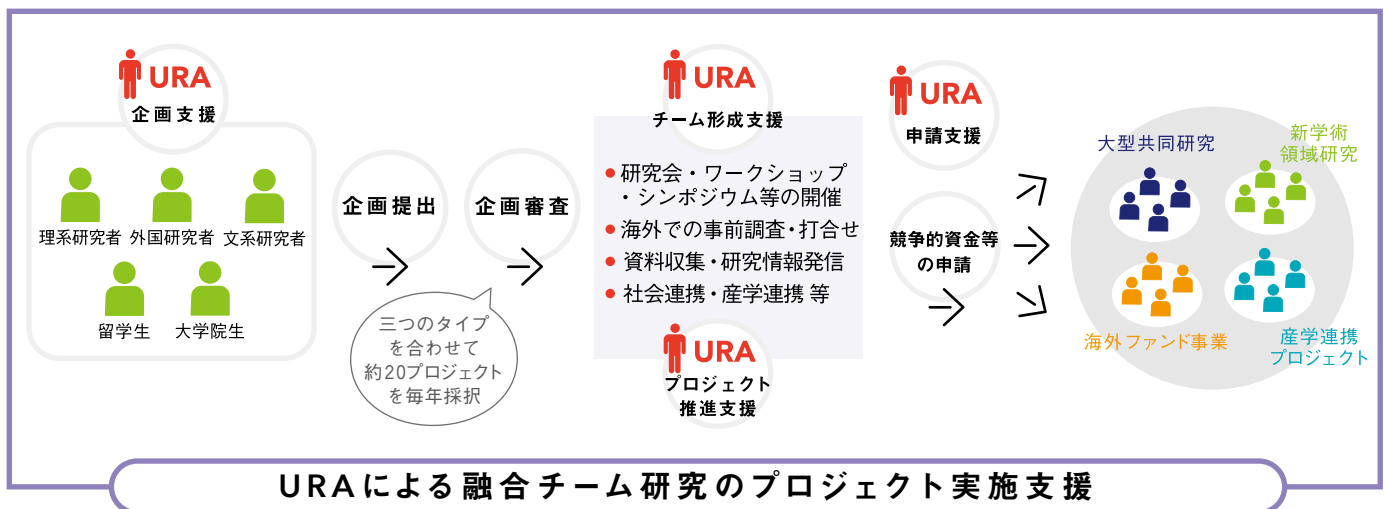 URA
企画支援
理系研究者 外国研究者 文系研究者
留学生 大学院生
企画提出
企画審査
三つのタイプ
を合わせて
約20プロジェクト
を毎年採択
URA
チーム形成支援
●研究会・ワークショップ
・シンポジウム等の開催
●海外での事前調査・打合せ
●資料収集・研究情報発信
●社会連携・産学連携 等
URA
プロジェクト
推進支援
URA
申請支援
競争的資金等
の申請
大型共同研究
新学術
領域研究
海外ファンド事業
産学連携
プロジェクト
URAによる融合チーム研究のプロジェクト実施支援